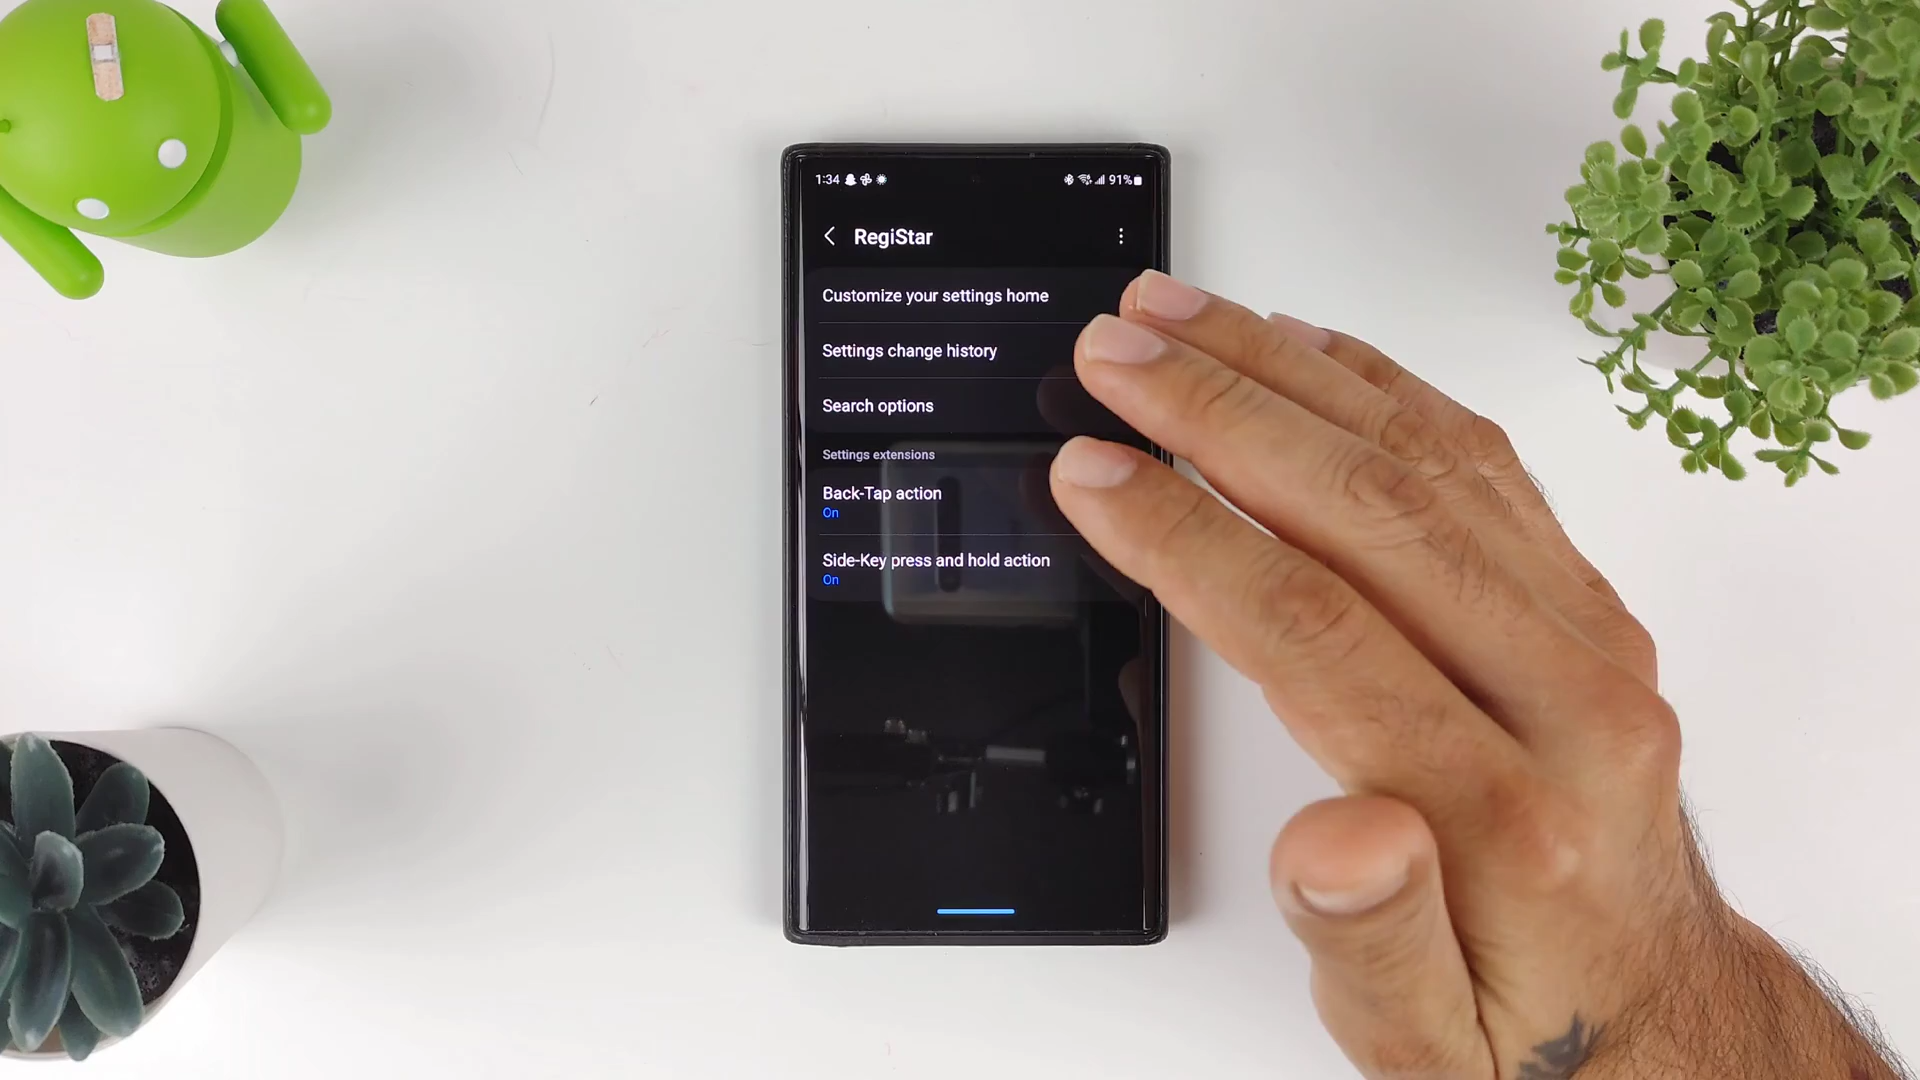 1:34
91%
RegiStar
Customize your settings home
Settings change history
Search options
Settings extensions
Back-Tap action
On
Side-Key press and hold action
On